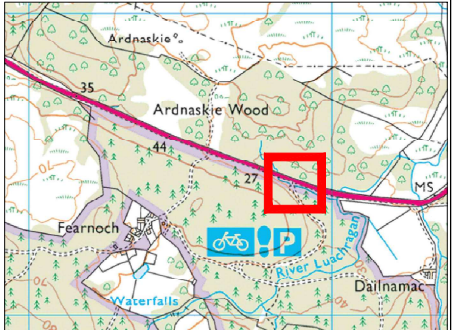 Ardnaskie
35
Ardnaskie Wood
44
27
MS
Fearnoch
P
River Luachragan
Dailnamac
Waterfalls